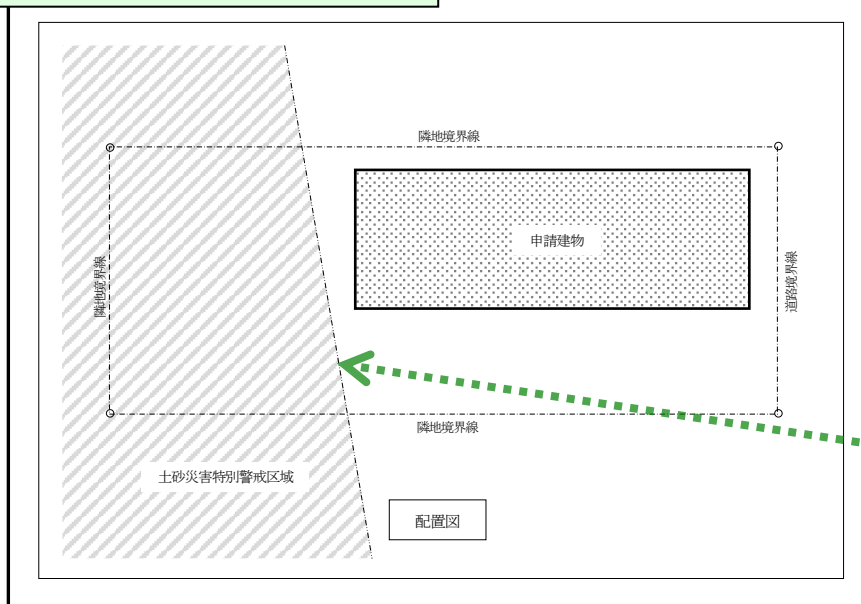 隣地境界線
申請建物
隣地境界線
道路境界線
隣地境界線
土砂災害特別警戒区域
配置図